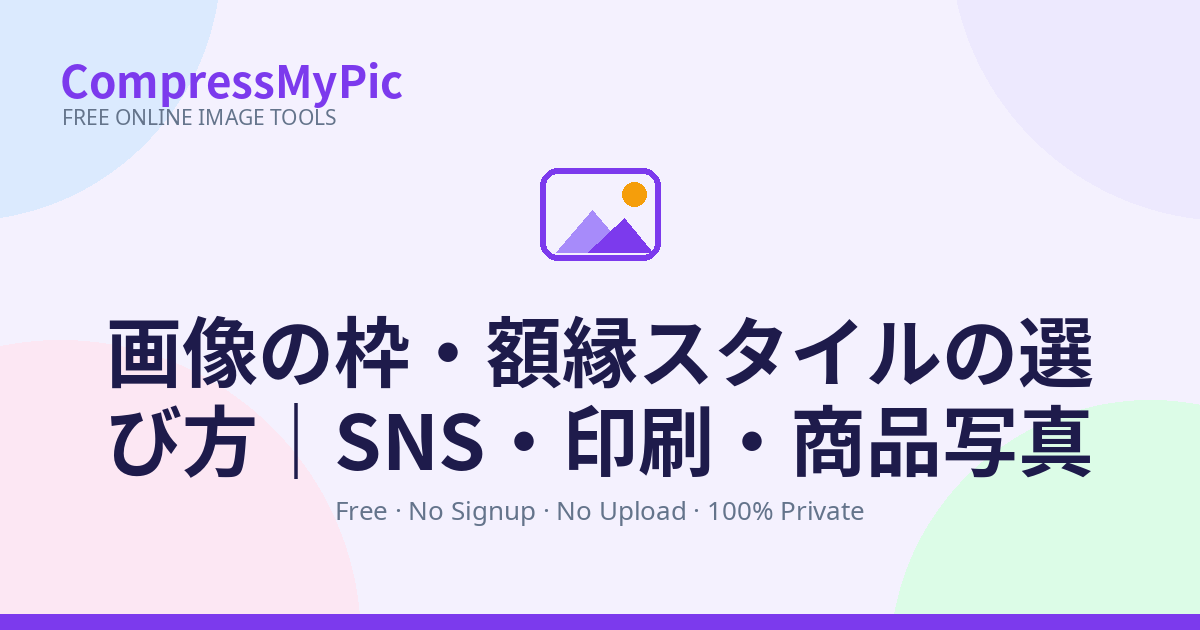 CompressMyPic
FREE ONLINE IMAGE TOOLS
画像の枠・額縁スタイルの選
び方｜SNS・印刷・商品写真
Free · No Signup · No Upload · 100% Private